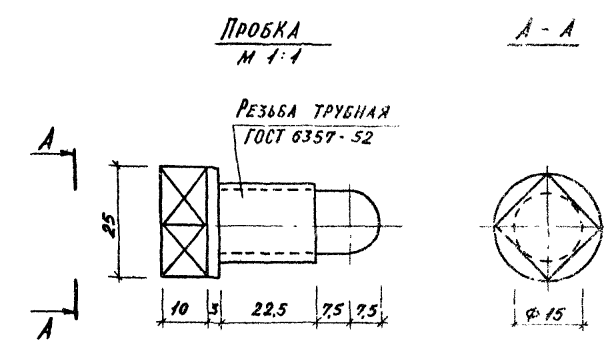 ПРОБКА
М 1:1
А - А
РЕЗЬБА ТРУБНАЯ
ГОСТ 6357-52
А
25
10
3
22,5
7,5
7,5
А
Ф 15